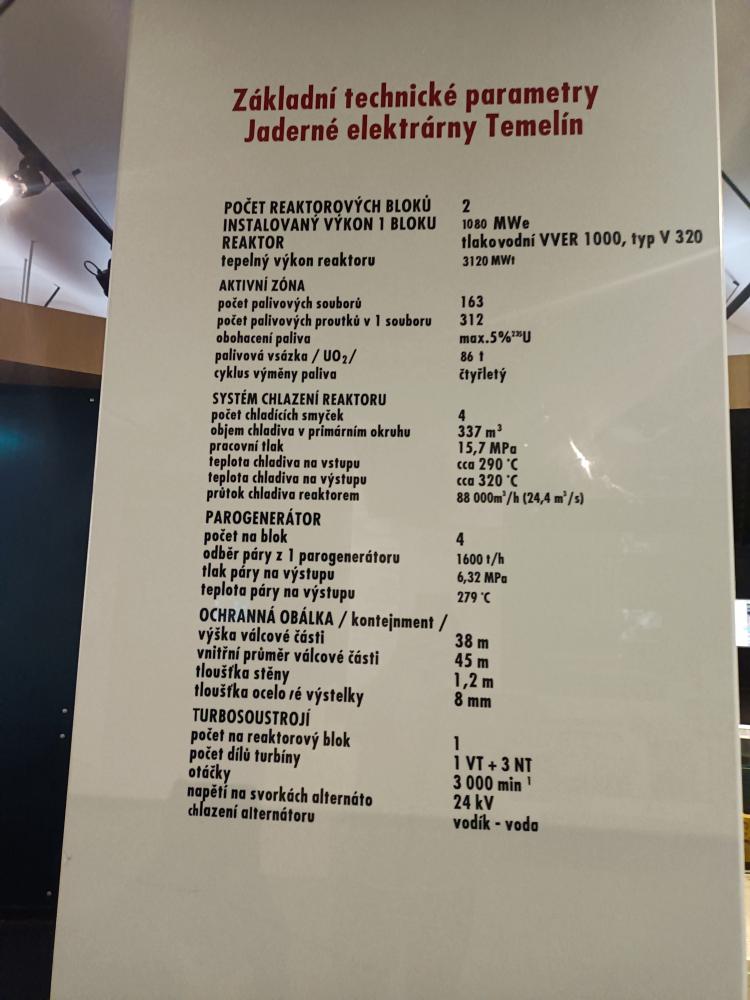 Základní technické parametry
Jaderné elektrárny Temelín
POČET REAKTOROVÝCH BLOKŮ 2
INSTALOVANÝ VÝKON 1 BLOKU 1080 MWe
REAKTOR tlakovodní VVER 1000, typ V 320
tepelný výkon reaktoru 3120 MWt
AKTIVNÍ ZÓNA
počet palivových souborů 163
počet palivových proutků v 1 souboru 312
obohacení paliva max.5%²³⁵U
palivová vsázka / UO₂/ 86 t
cyklus výměny paliva čtyřletý
SYSTÉM CHLAZENÍ REAKTORU
počet chladících smyček 4
objem chladiva v primárním okruhu 337 m³
pracovní tlak 15,7 MPa
teplota chladiva na vstupu cca 290 °C
teplota chladiva na výstupu cca 320 °C
průtok chladiva reaktorem 88 000m³/h (24,4 m³/s)
PAROGENERÁTOR
počet na blok 4
odběr páry z 1 parogenerátoru 1600 t/h
tlak páry na výstupu 6,32 MPa
teplota páry na výstupu 279 °C
OCHRANNÁ OBÁLKA / kontejnment /
výška válcové části 38 m
vnitřní průměr válcové části 45 m
tloušťka stěny 1,2 m
tloušťka ocelo é výstelky 8 mm
TURBOSOUSTROJÍ
počet na reaktorový blok 1
počet dílů turbíny 1 VT + 3 NT
otáčky 3 000 min ¹
napětí na svorkách alternáto 24 kV
chlazení alternátoru vodík - voda